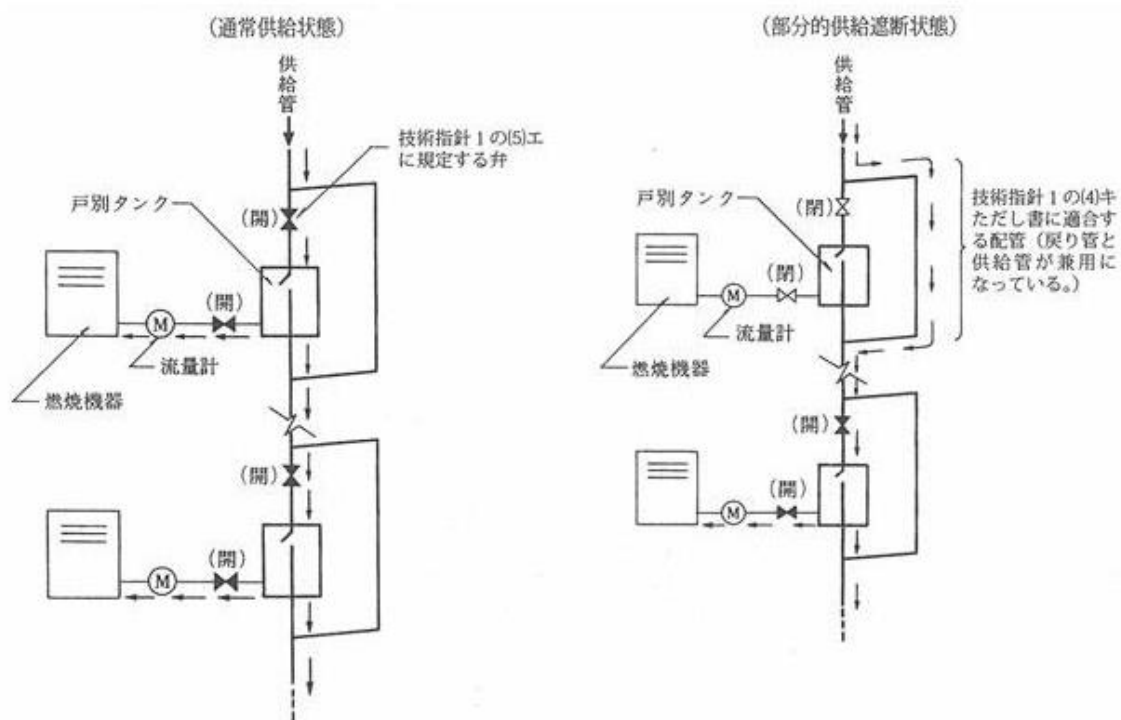 (通常供給状態)
供給管
技術指針1の(5)エ
に規定する弁
戸別タンク
(開)
(開)
M
流量計
燃焼機器
(開)
(開)
M
(部分的供給遮断状態)
供給管
技術指針1の(4)キ
ただし書に適合す
る配管(戻り管と
供給管が兼用に
なっている。)
戸別タンク
(閉)
(閉)
M
流量計
燃焼機器
(開)
(開)
M